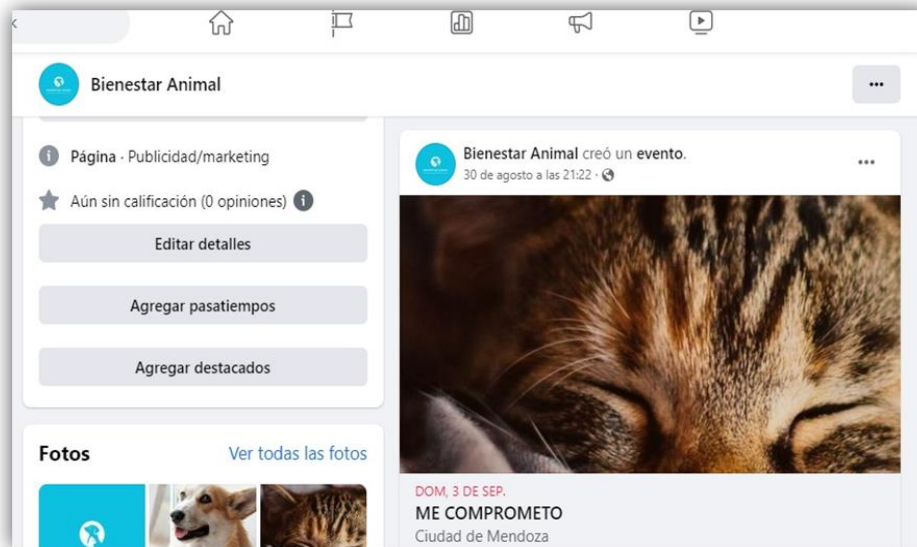 Bienestar Animal
Página · Publicidad/marketing
Aún sin calificación (0 opiniones)
Editar detalles
Agregar pasatiempos
Agregar destacados
Fotos
Ver todas las fotos
Bienestar Animal creó un evento.
30 de agosto a las 21:22 ·
DOM, 3 DE SEP.
ME COMPROMETO
Ciudad de Mendoza